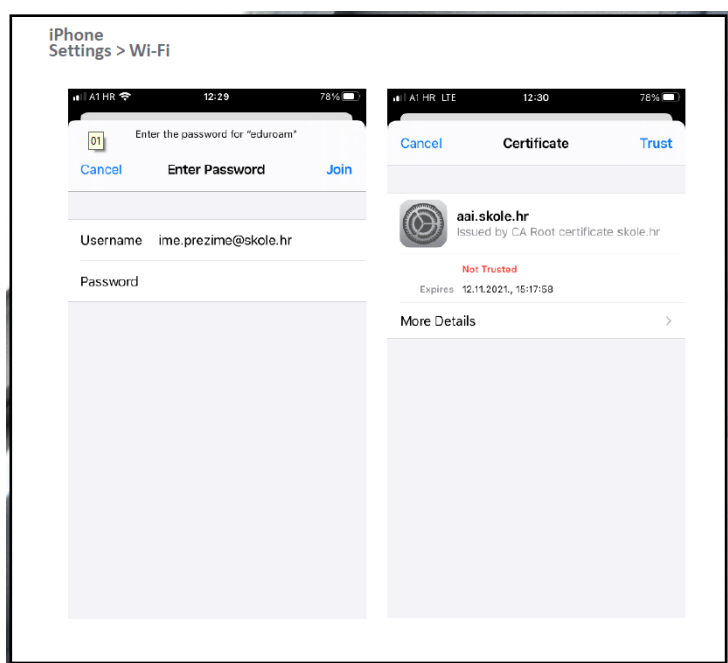 iPhone
Settings > Wi-Fi
A1 HR 12:29 78%
01
Enter the password for "eduroam"
Cancel Enter Password Join
Username ime.prezime@skole.hr
Password
A1 HR LTE 12:30 78%
Cancel Certificate Trust
aai.skole.hr
Issued by CA Root certificate skole.hr
Not Trusted
Expires 12.11.2021., 15:17:58
More Details >